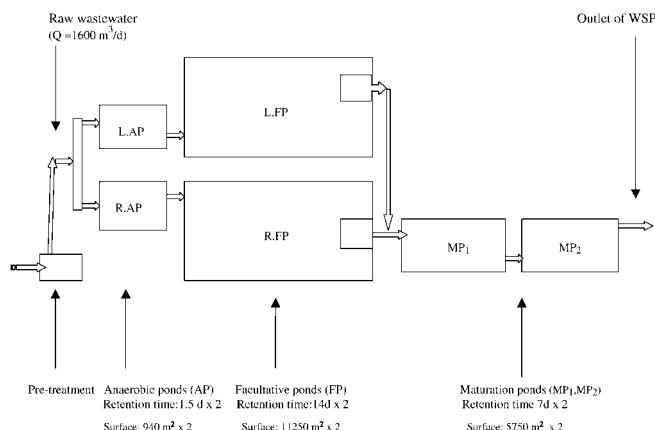 Raw wastewater
(Q =1600 m³/d)
Outlet of WSP
L.AP
L.FP
R.AP
R.FP
MP₁
MP₂
Pre-treatment
Anaerobic ponds (AP)
Retention time:1.5 d x 2
Surface: 940 m² x 2
Facultative ponds (FP)
Retention time:14d x 2
Surface: 11250 m² x 2
Maturation ponds (MP₁,MP₂)
Retention time 7d x 2
Surface: 5750 m² x 2